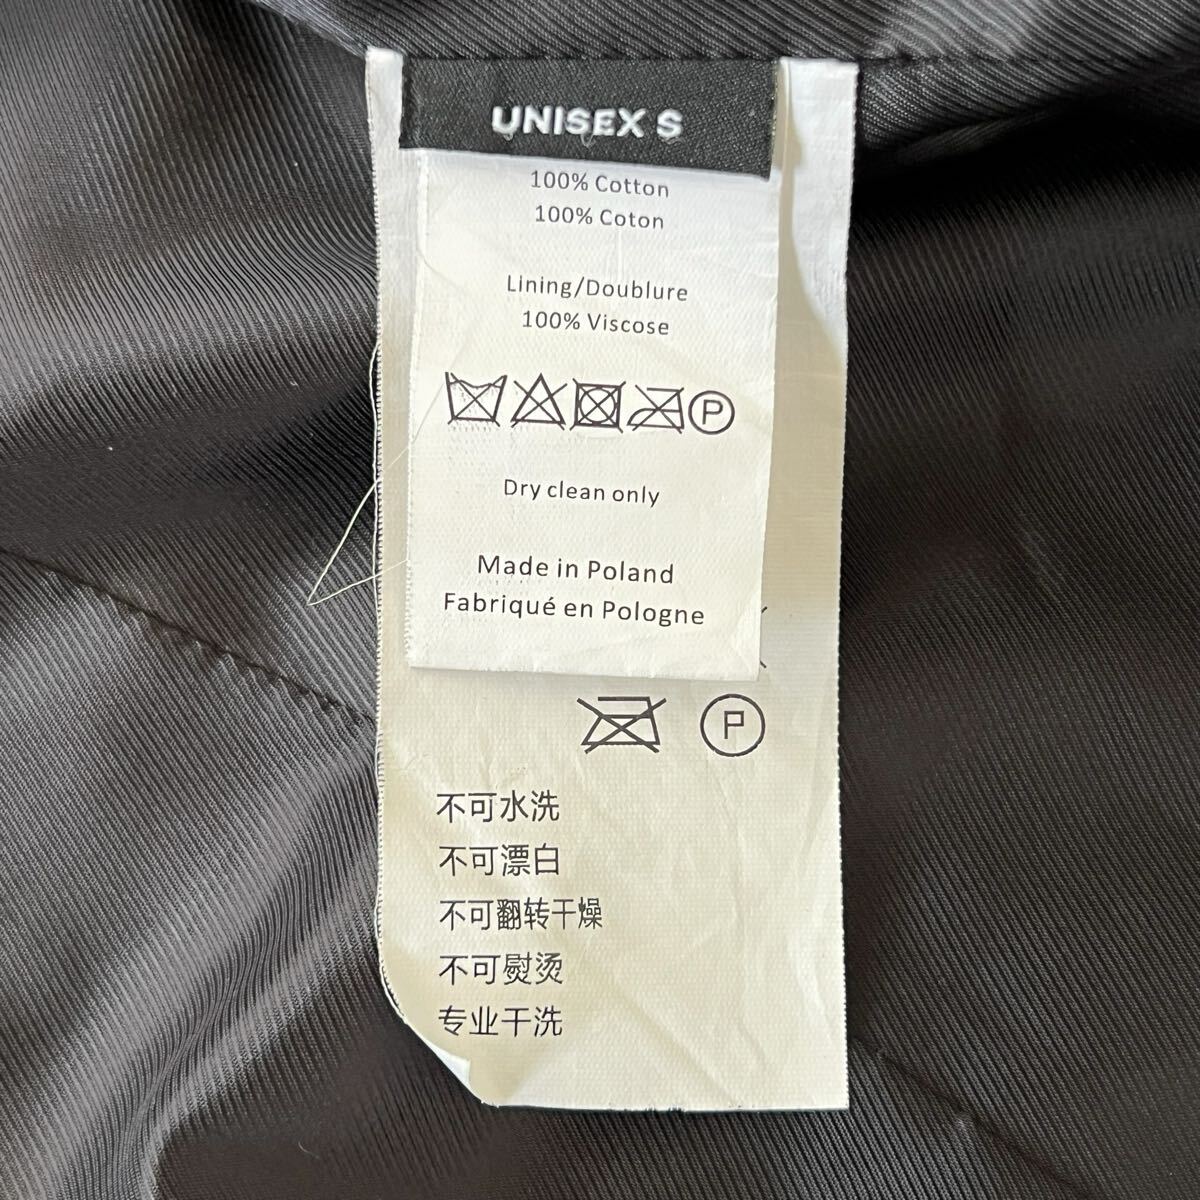 UNISEX S
100% Cotton
100% Coton
Lining/Doublure
100% Viscose
P
Dry clean only
Made in Poland
Fabriqué en Pologne
P
不可水洗
不可漂白
不可翻转干燥
不可熨烫
专业干洗